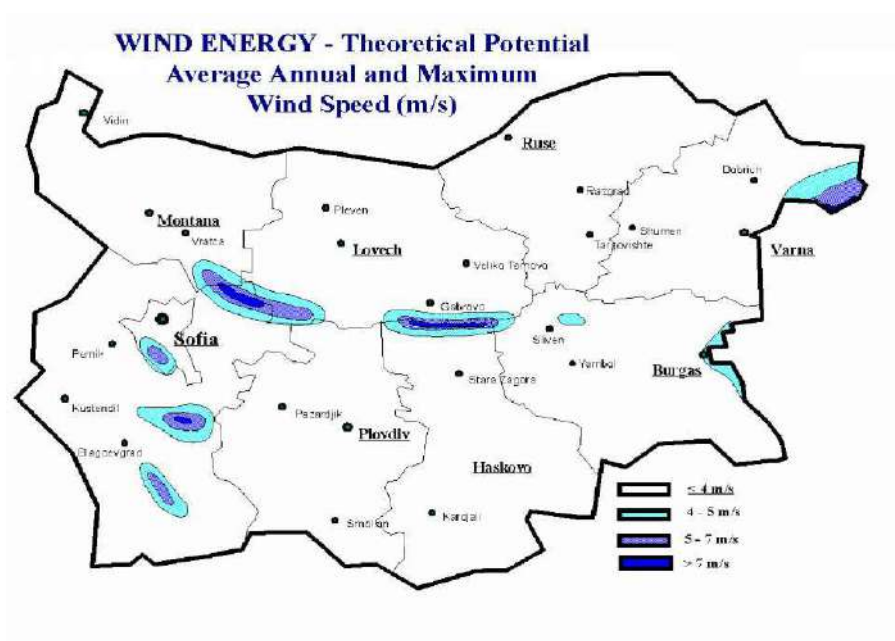 WIND ENERGY - Theoretical Potential
Average Annual and Maximum
Wind Speed (m/s)
Vidin
Ruse
Dobrich
Razgrad
Pleven
Montana
Shumen
Vratca
Lovech
Targovishte
Varna
Veliko Tarnovo
Gabrovo
Sofia
Sliven
Pernik
Yambol
Burgas
Stara Zagora
Kustendil
Pazardjik
Plovdiv
Blagoevgrad
Haskovo
Smolian
Kardjali
≤ 4 m/s
4 - 5 m/s
5 - 7 m/s
> 7 m/s